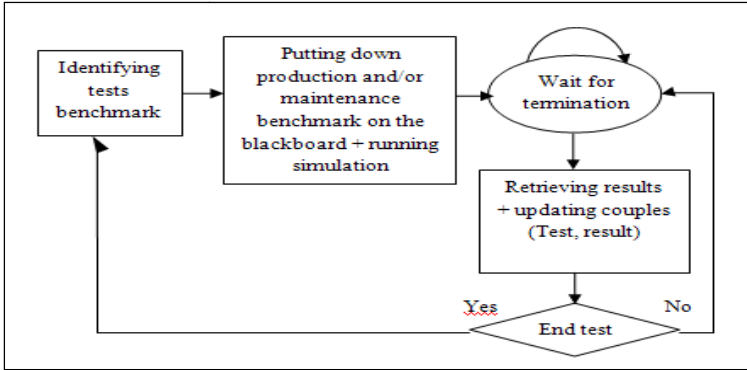 Identifying
tests
benchmark
Putting down
production and/or
maintenance
benchmark on the
blackboard + running
simulation
Wait for
termination
Retrieving results
+ updating couples
(Test, result)
Yes
No
End test